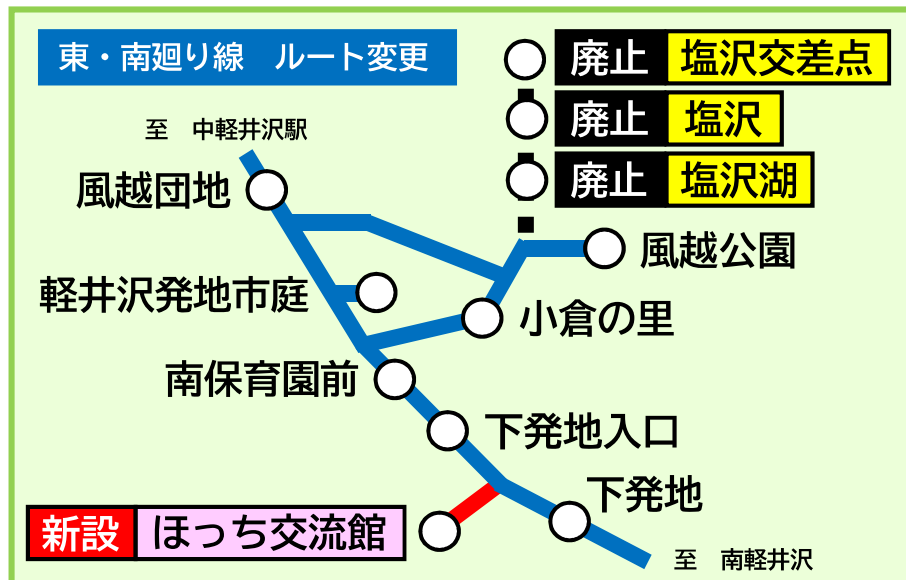 東・南廻り線　ルート変更
廃止 塩沢交差点
廃止 塩沢
至　中軽井沢駅
廃止 塩沢湖
風越団地
風越公園
軽井沢発地市庭
小倉の里
南保育園前
下発地入口
下発地
新設 ほっち交流館
至　南軽井沢